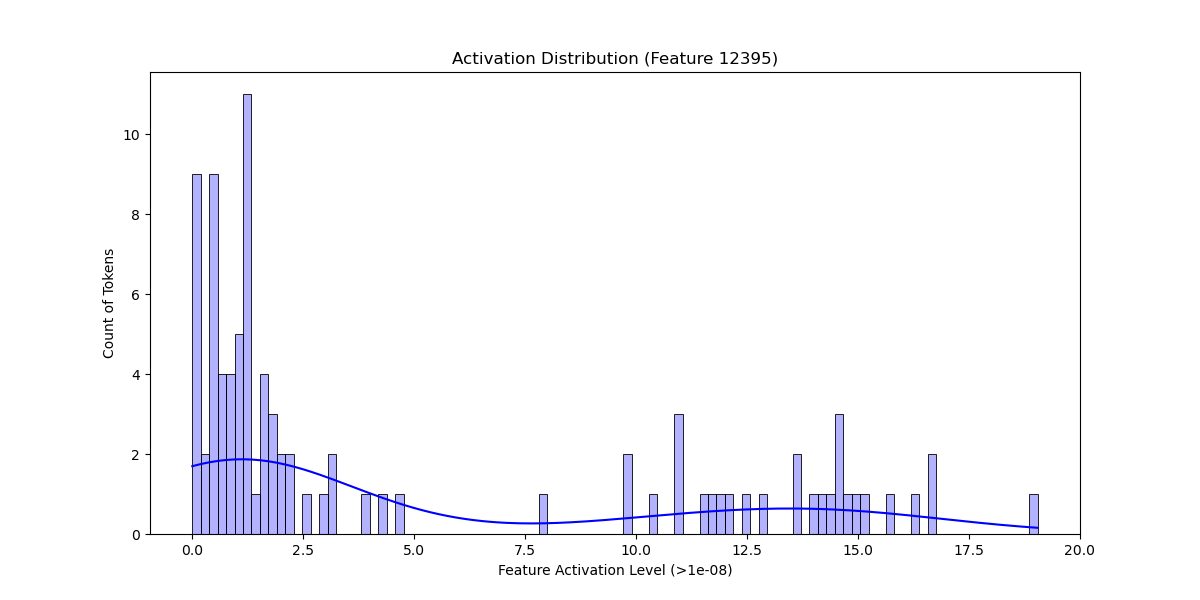 Activation Distribution (Feature 12395)
Count of Tokens
10
8
6
4
2
0
0.0 2.5 5.0 7.5 10.0 12.5 15.0 17.5 20.0
Feature Activation Level (>1e-08)